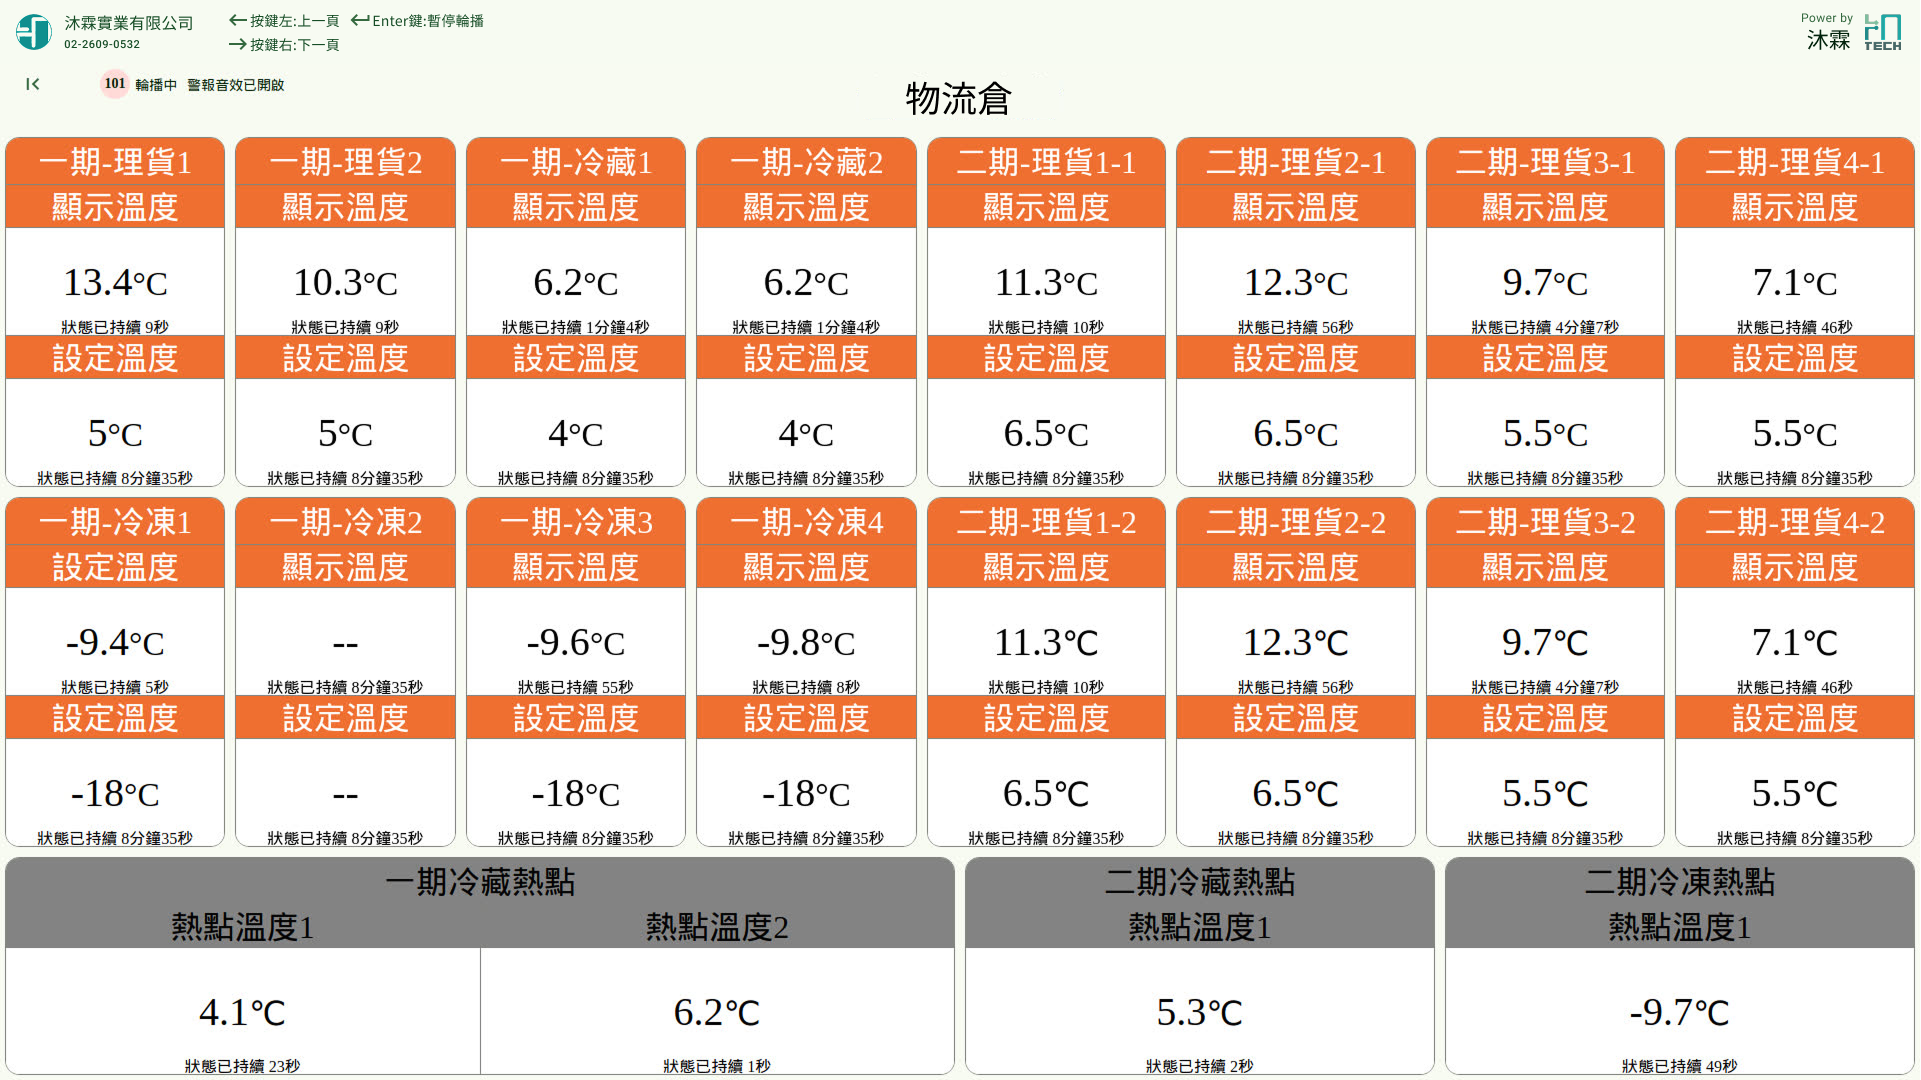 沐霖實業有限公司
02-2609-0532
按鍵左:上一頁 Enter鍵:暫停輪播
按鍵右:下一頁
Power by
沐霖
TECH
101 輪播中 警報音效已開啟
物流倉
一期-理貨1 一期-理貨2 一期-冷藏1 一期-冷藏2 二期-理貨1-1 二期-理貨2-1 二期-理貨3-1 二期-理貨4-1
顯示溫度 顯示溫度 顯示溫度 顯示溫度 顯示溫度 顯示溫度 顯示溫度 顯示溫度
13.4°C 10.3°C 6.2°C 6.2°C 11.3°C 12.3°C 9.7°C 7.1°C
狀態已持續 9秒 狀態已持續 9秒 狀態已持續 1分鐘4秒 狀態已持續 1分鐘4秒 狀態已持續 10秒 狀態已持續 56秒 狀態已持續 4分鐘7秒 狀態已持續 46秒
設定溫度 設定溫度 設定溫度 設定溫度 設定溫度 設定溫度 設定溫度 設定溫度
5°C 5°C 4°C 4°C 6.5°C 6.5°C 5.5°C 5.5°C
狀態已持續 8分鐘35秒 狀態已持續 8分鐘35秒 狀態已持續 8分鐘35秒 狀態已持續 8分鐘35秒 狀態已持續 8分鐘35秒 狀態已持續 8分鐘35秒 狀態已持續 8分鐘35秒 狀態已持續 8分鐘35秒
一期-冷凍1 一期-冷凍2 一期-冷凍3 一期-冷凍4 二期-理貨1-2 二期-理貨2-2 二期-理貨3-2 二期-理貨4-2
設定溫度 顯示溫度 顯示溫度 顯示溫度 顯示溫度 顯示溫度 顯示溫度 顯示溫度
-9.4°C -- -9.6°C -9.8°C 11.3℃ 12.3℃ 9.7℃ 7.1℃
狀態已持續 5秒 狀態已持續 8分鐘35秒 狀態已持續 55秒 狀態已持續 8秒 狀態已持續 10秒 狀態已持續 56秒 狀態已持續 4分鐘7秒 狀態已持續 46秒
設定溫度 設定溫度 設定溫度 設定溫度 設定溫度 設定溫度 設定溫度 設定溫度
-18°C -- -18°C -18°C 6.5℃ 6.5℃ 5.5℃ 5.5℃
狀態已持續 8分鐘35秒 狀態已持續 8分鐘35秒 狀態已持續 8分鐘35秒 狀態已持續 8分鐘35秒 狀態已持續 8分鐘35秒 狀態已持續 8分鐘35秒 狀態已持續 8分鐘35秒 狀態已持續 8分鐘35秒
一期冷藏熱點 二期冷藏熱點 二期冷凍熱點
熱點溫度1 熱點溫度2 熱點溫度1 熱點溫度1
4.1℃ 6.2℃ 5.3℃ -9.7℃
狀態已持續 23秒 狀態已持續 1秒 狀態已持續 2秒 狀態已持續 49秒